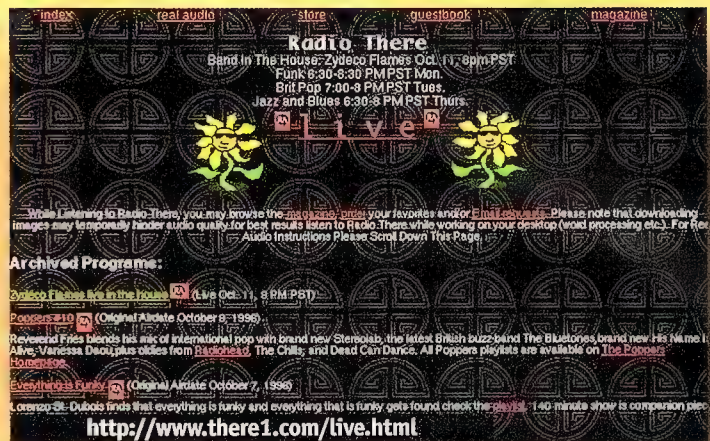 index real audio store guestbook magazine
Radio There
Band In The House: Zydeco Flames Oct. 11, 8pm PST
Funk 6:30-8:30 PM PST Mon.
Brit Pop 7:00-8 PM PST Tues.
Jazz and Blues 6:30-8 PM PST Thurs.
live
While Listening to Radio There, you may browse the magazine, order your favorites and/or Email requests. Please note that downloading
images may temporally hinder audio quality for best results listen to Radio There while working on your desktop (word processing etc.). For Rea
Audio Instructions Please Scroll Down This Page.
Archived Programs:
Zydeco Flames live in the house (Live Oct. 11, 8 PM PST)
Poppers #10 (Original Airdate October 8, 1996)
Reverend Fries blends his mix of international pop with brand new Stereolab, the latest British buzz-band The Bluetones, brand new His Name Is
Alive, Vanessa Daou, plus oldies from Radiohead, The Chills, and Dead Can Dance. All Poppers playlists are available on The Poppers
Homepage.
Everything is Funky (Original Airdate October 7, 1996)
Lorenzo St. Dubois finds that everything is funky and everything that is funky gets found check the playlist. 140 minute show is companion piec
http://www.there1.com/live.html